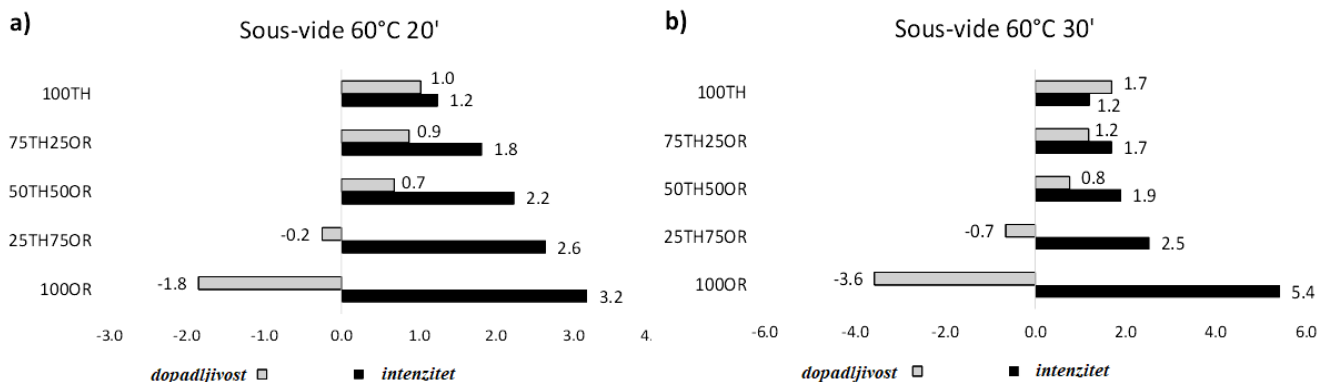 a)
Sous-vide 60°C 20'
100TH
1.0
1.2
75TH25OR
0.9
1.8
50TH50OR
0.7
2.2
25TH75OR
-0.2
2.6
100OR
-1.8
3.2
-3.0 -2.0 -1.0 0.0 1.0 2.0 3.0 4.
dopadljivost intenzitet
b)
Sous-vide 60°C 30'
100TH
1.7
1.2
75TH25OR
1.2
1.7
50TH50OR
0.8
1.9
25TH75OR
-0.7
2.5
100OR
-3.6
5.4
-6.0 -4.0 -2.0 0.0 2.0 4.0 6.0
dopadljivost intenzitet